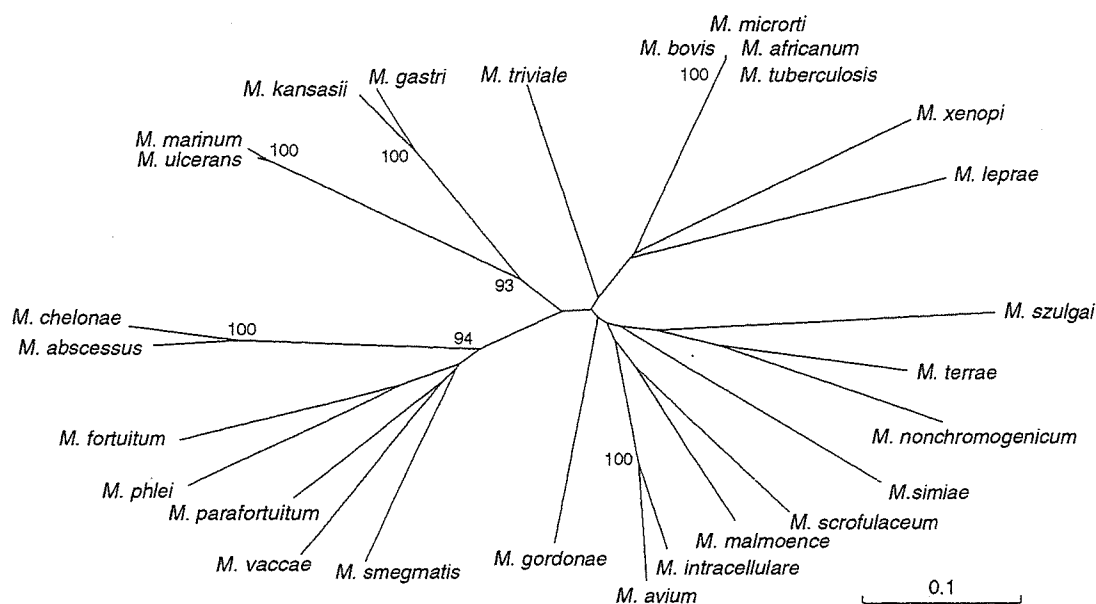 M. microrti
M. bovis M. africanum
100 M. tuberculosis
M. gastri
M. kansasii
M. triviale
M. xenopi
M. marinum
M. ulcerans
100
100
M. leprae
93
M. chelonae
M. abscessus
100
94
M. szulgai
M. terrae
M. fortuitum
M. nonchromogenicum
100
M. phlei
M. parafortuitum
M.simiae
M. scrofulaceum
M. malmoence
M. vaccae
M. smegmatis
M. gordonae
M. intracellulare
M. avium
0.1